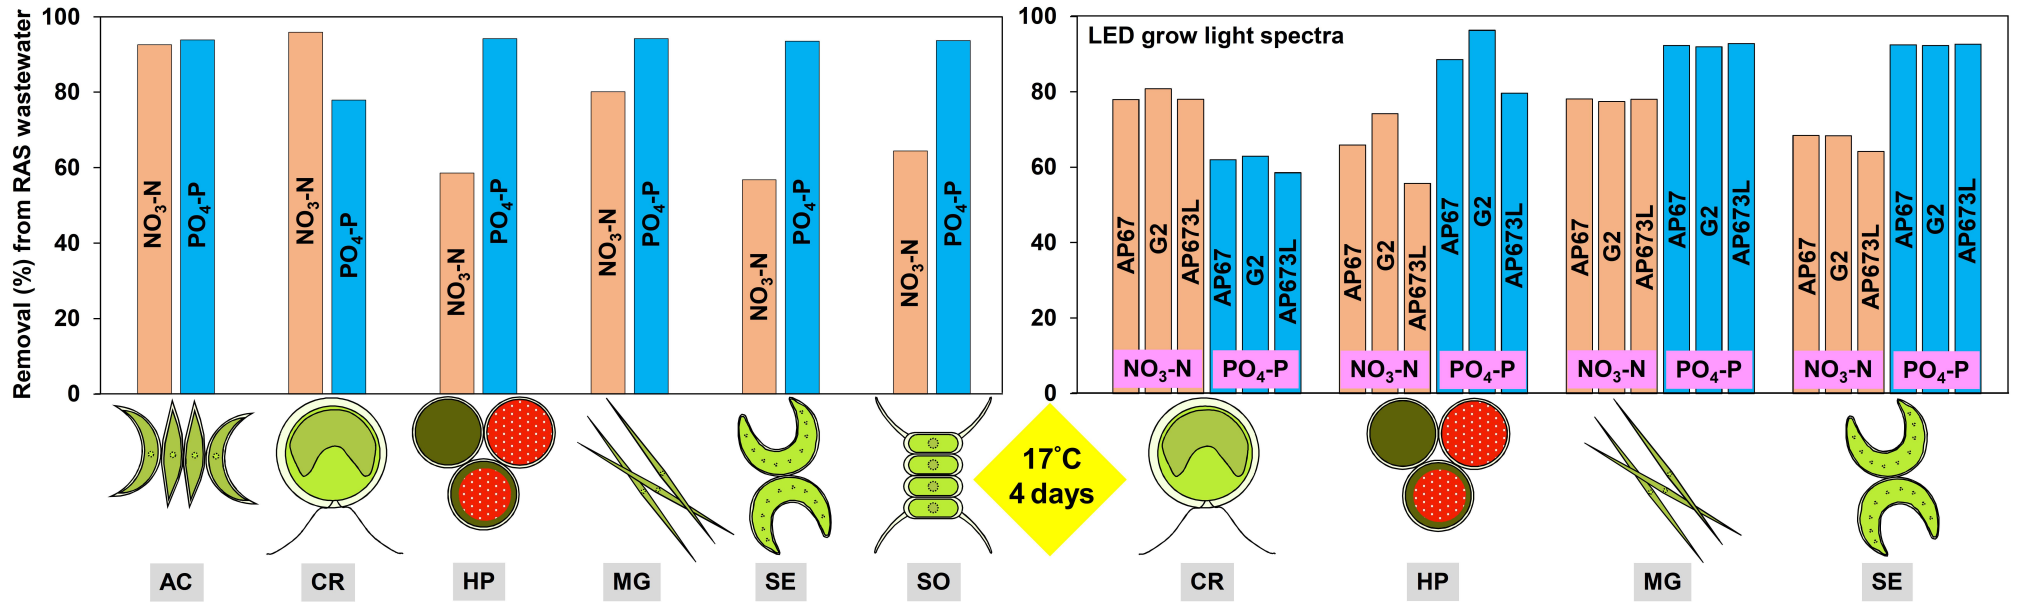 Removal (%) from RAS wastewater
100
80
60
40
20
0
NO₃-N
PO₄-P
NO₃-N
PO₄-P
NO₃-N
PO₄-P
NO₃-N
PO₄-P
NO₃-N
PO₄-P
NO₃-N
PO₄-P
AC
CR
HP
MG
SE
SO
17°C
4 days
LED grow light spectra
100
80
60
40
20
0
AP67
G2
AP673L
AP67
G2
AP673L
AP67
G2
AP673L
AP67
G2
AP673L
AP67
G2
AP673L
AP67
G2
AP673L
AP67
G2
AP673L
AP67
G2
AP673L
NO₃-N
PO₄-P
NO₃-N
PO₄-P
NO₃-N
PO₄-P
NO₃-N
PO₄-P
CR
HP
MG
SE